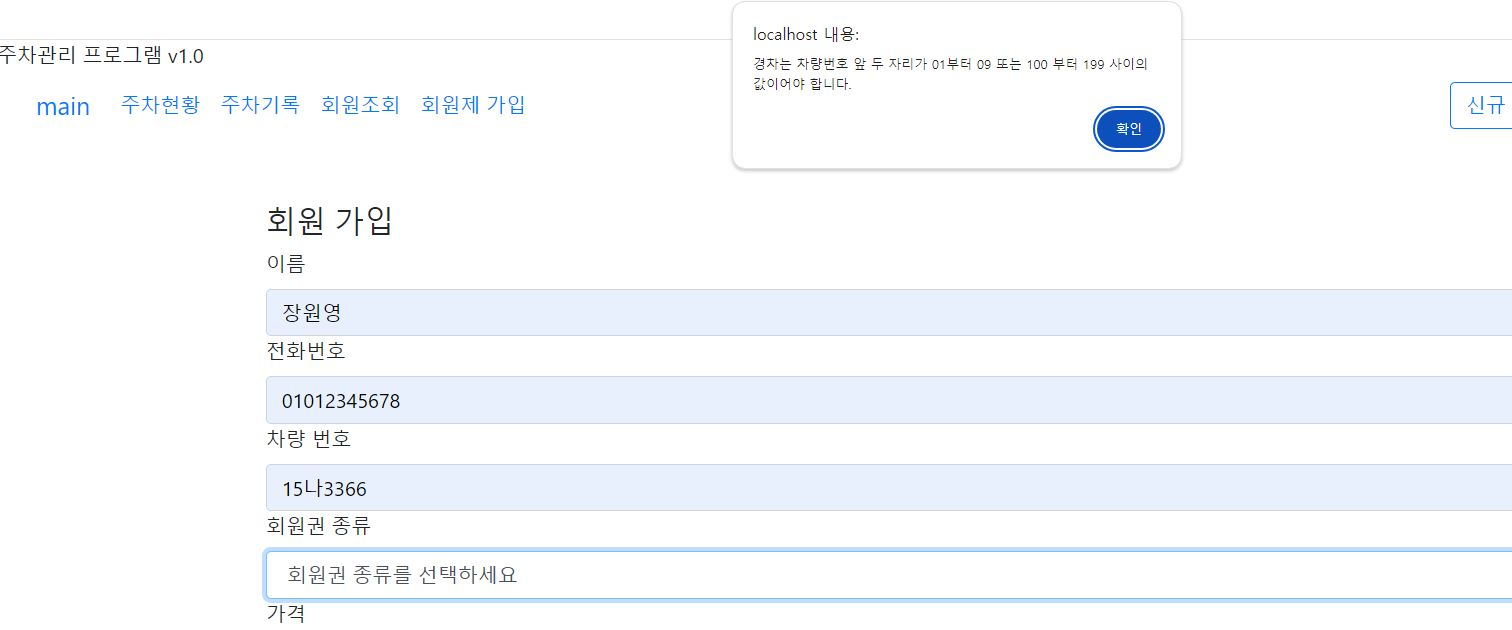 localhost 내용:
경차는 차량번호 앞 두 자리가 01부터 09 또는 100 부터 199 사이의
값이어야 합니다.
확인
주차관리 프로그램 v1.0
main 주차현황 주차기록 회원조회 회원제 가입
신규
회원 가입
이름
장원영
전화번호
01012345678
차량 번호
15나3366
회원권 종류
회원권 종류를 선택하세요
가격